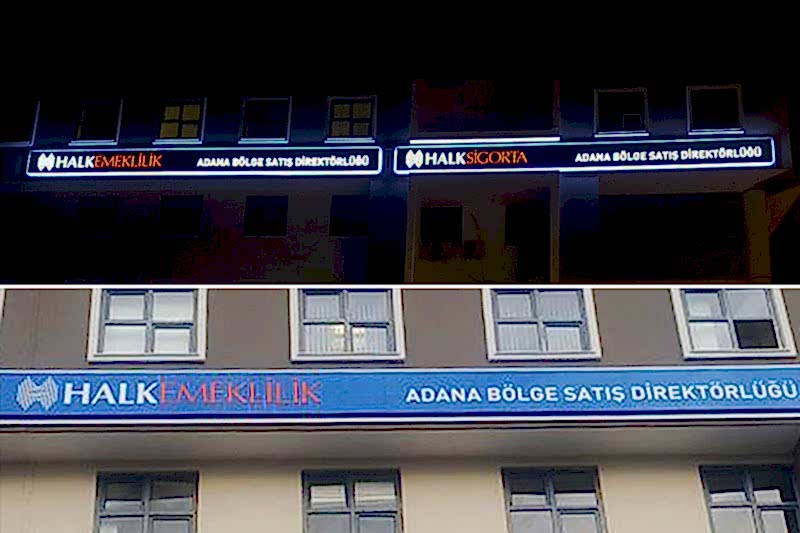 HALKEMEKLİLİK ADANA BÖLGE SATIŞ DİREKTÖRLÜĞÜ
HALKSİGORTA ADANA BÖLGE SATIŞ DİREKTÖRLÜĞÜ
HALKEMEKLİLİK ADANA BÖLGE SATIŞ DİREKTÖRLÜĞÜ